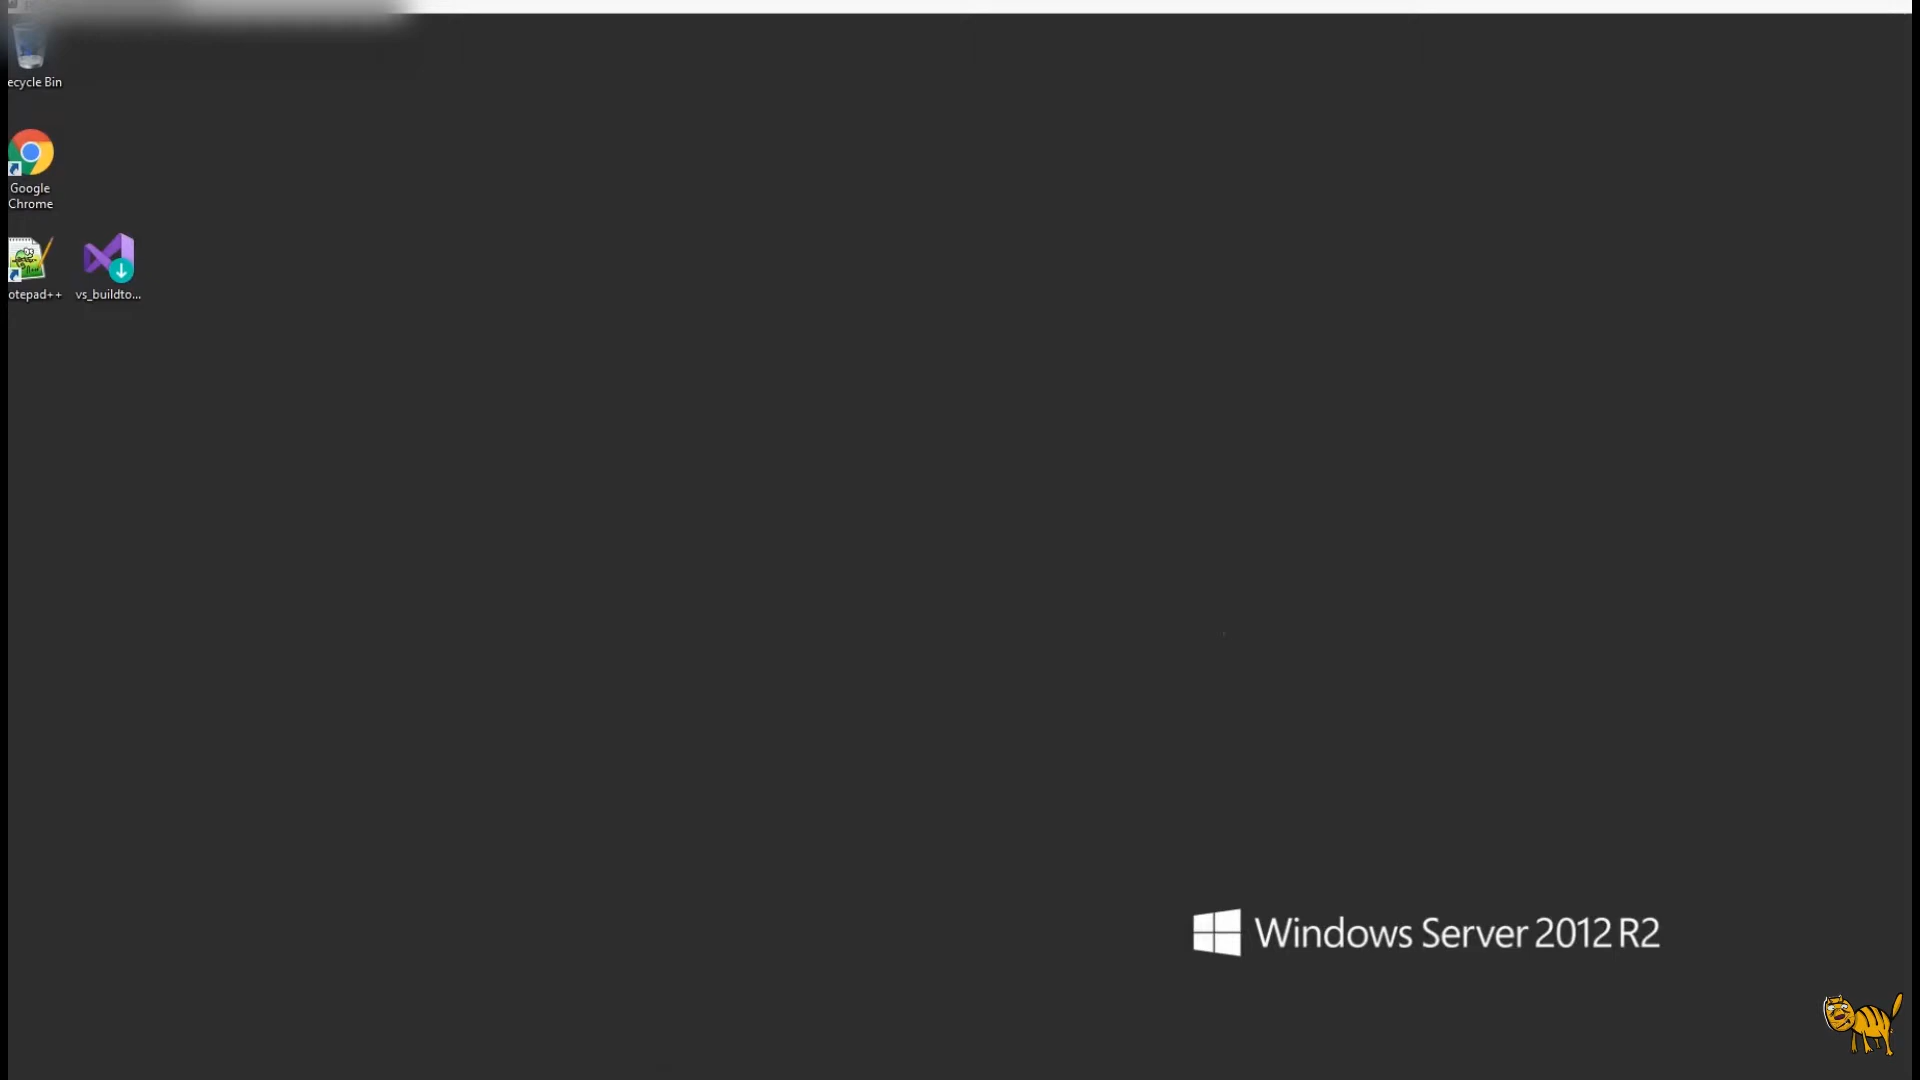 ecycle Bin
Google
Chrome
otepad++
vs_buildto...
Windows Server 2012 R2